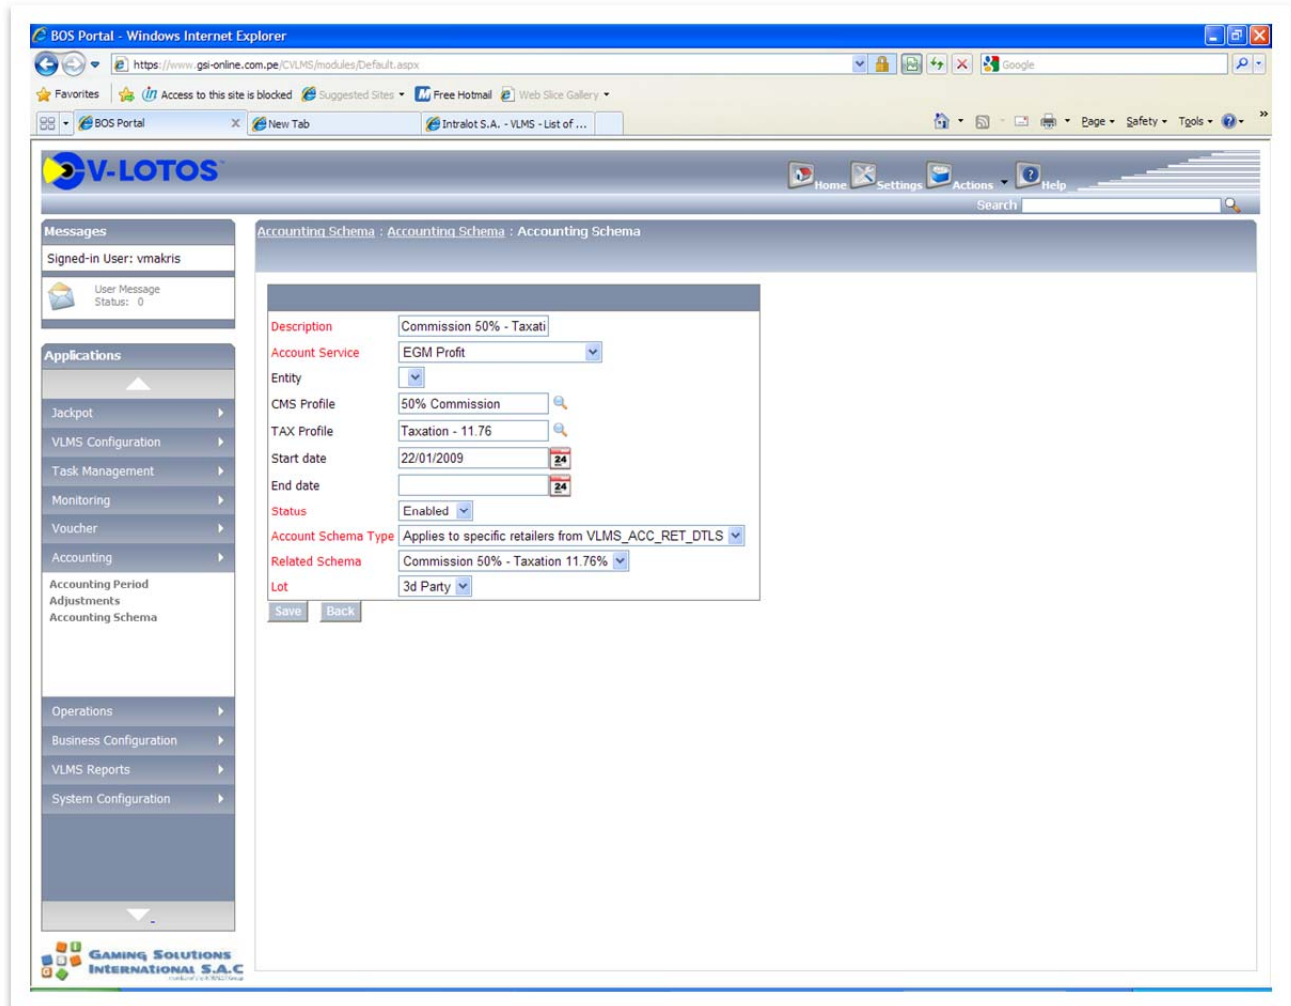 BOS Portal - Windows Internet Explorer
https://www.gsi-online.com.pe/CVLMS/modules/Default.aspx
Google
Favorites
Access to this site is blocked
Suggested Sites
Free Hotmail
Web Slice Gallery
BOS Portal
New Tab
Intralot S.A. - VLMS - List of ...
Page
Safety
Tools
V-LOTOS
Home
Settings
Actions
Help
Search
Messages
Signed-in User: vmakris
User Message
Status: 0
Applications
Jackpot
VLMS Configuration
Task Management
Monitoring
Voucher
Accounting
Accounting Period
Adjustments
Accounting Schema
Operations
Business Configuration
VLMS Reports
System Configuration
GAMING SOLUTIONS
INTERNATIONAL S.A.C
Accounting Schema : Accounting Schema : Accounting Schema
Description Commission 50% - Taxati
Account Service EGM Profit
Entity
CMS Profile 50% Commission
TAX Profile Taxation - 11.76
Start date 22/01/2009 24
End date 24
Status Enabled
Account Schema Type Applies to specific retailers from VLMS_ACC_RET_DTLS
Related Schema Commission 50% - Taxation 11.76%
Lot 3d Party
Save Back